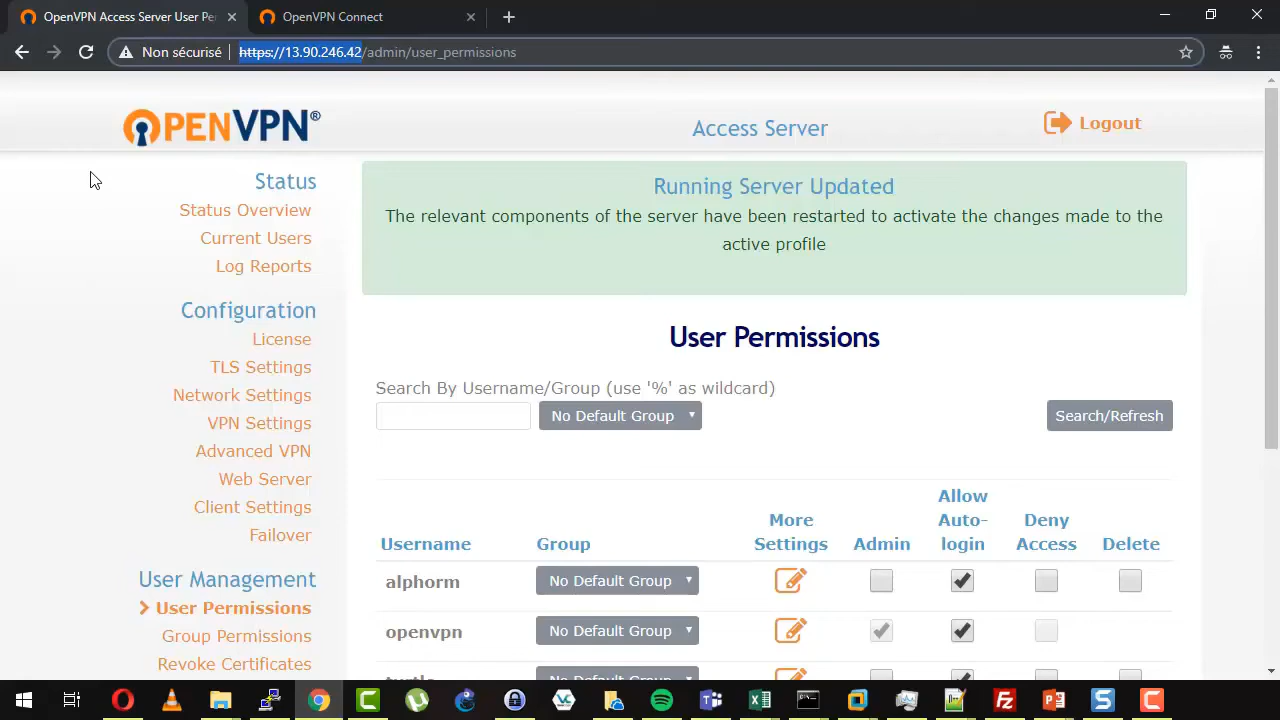 OpenVPN Access Server User Per
OpenVPN Connect
Non sécurisé
https://13.90.246.42/admin/user_permissions
OPENVPN®
Access Server
Logout
Status
Status Overview
Current Users
Log Reports
Configuration
License
TLS Settings
Network Settings
VPN Settings
Advanced VPN
Web Server
Client Settings
Failover
User Management
User Permissions
Group Permissions
Revoke Certificates
Running Server Updated
The relevant components of the server have been restarted to activate the changes made to the
active profile
User Permissions
Search By Username/Group (use '%' as wildcard)
No Default Group
Search/Refresh
Username
Group
More
Settings
Admin
Allow
Auto-
login
Deny
Access
Delete
alphorm
No Default Group
openvpn
No Default Group